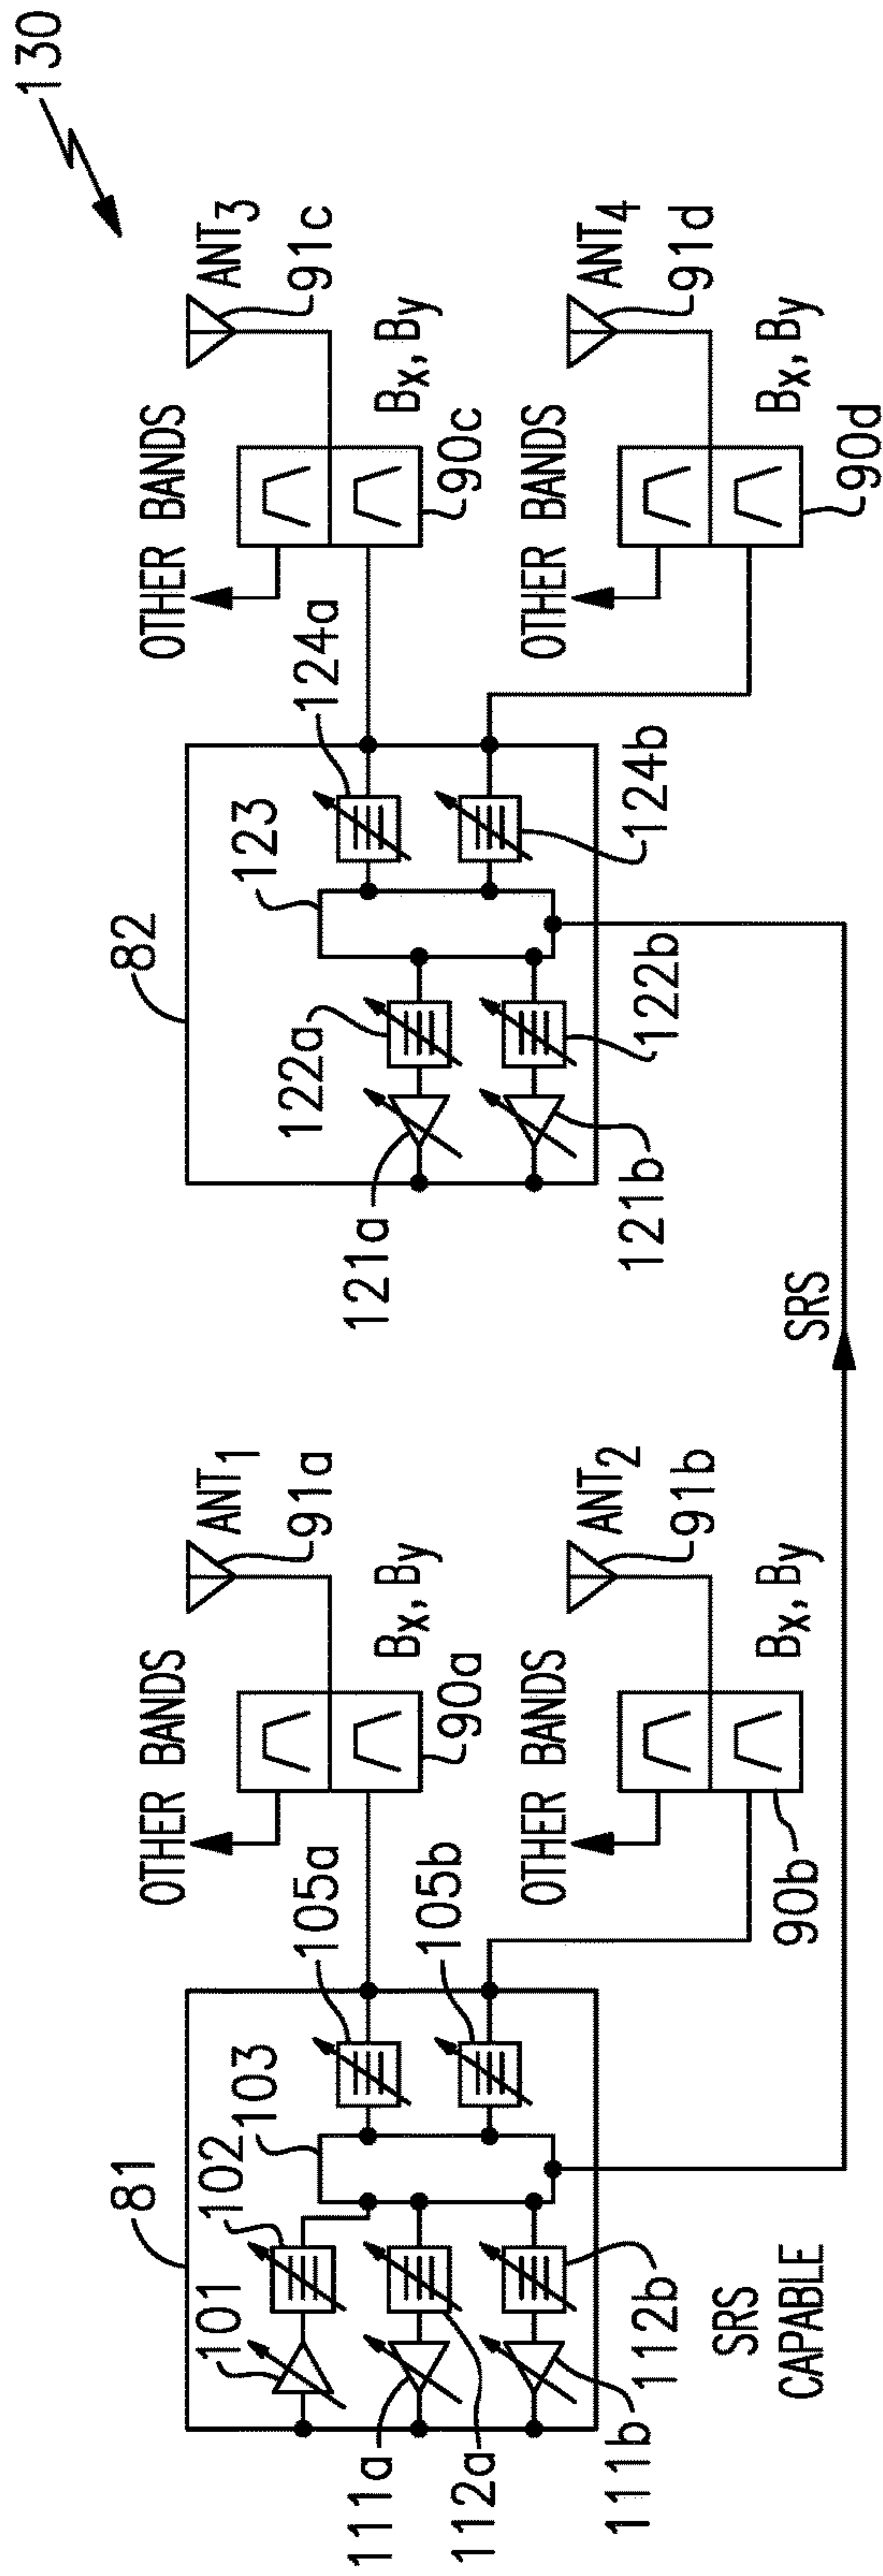 130
81
101
102
103
105a
105b
111a
112a
111b
112b
SRS
CAPABLE
OTHER BANDS
ANT1
91a
Bx, By
90a
OTHER BANDS
ANT2
91b
Bx, By
90b
SRS
82
121a
122a
123
124a
121b
122b
124b
OTHER BANDS
ANT3
91c
Bx, By
90c
OTHER BANDS
ANT4
91d
Bx, By
90d